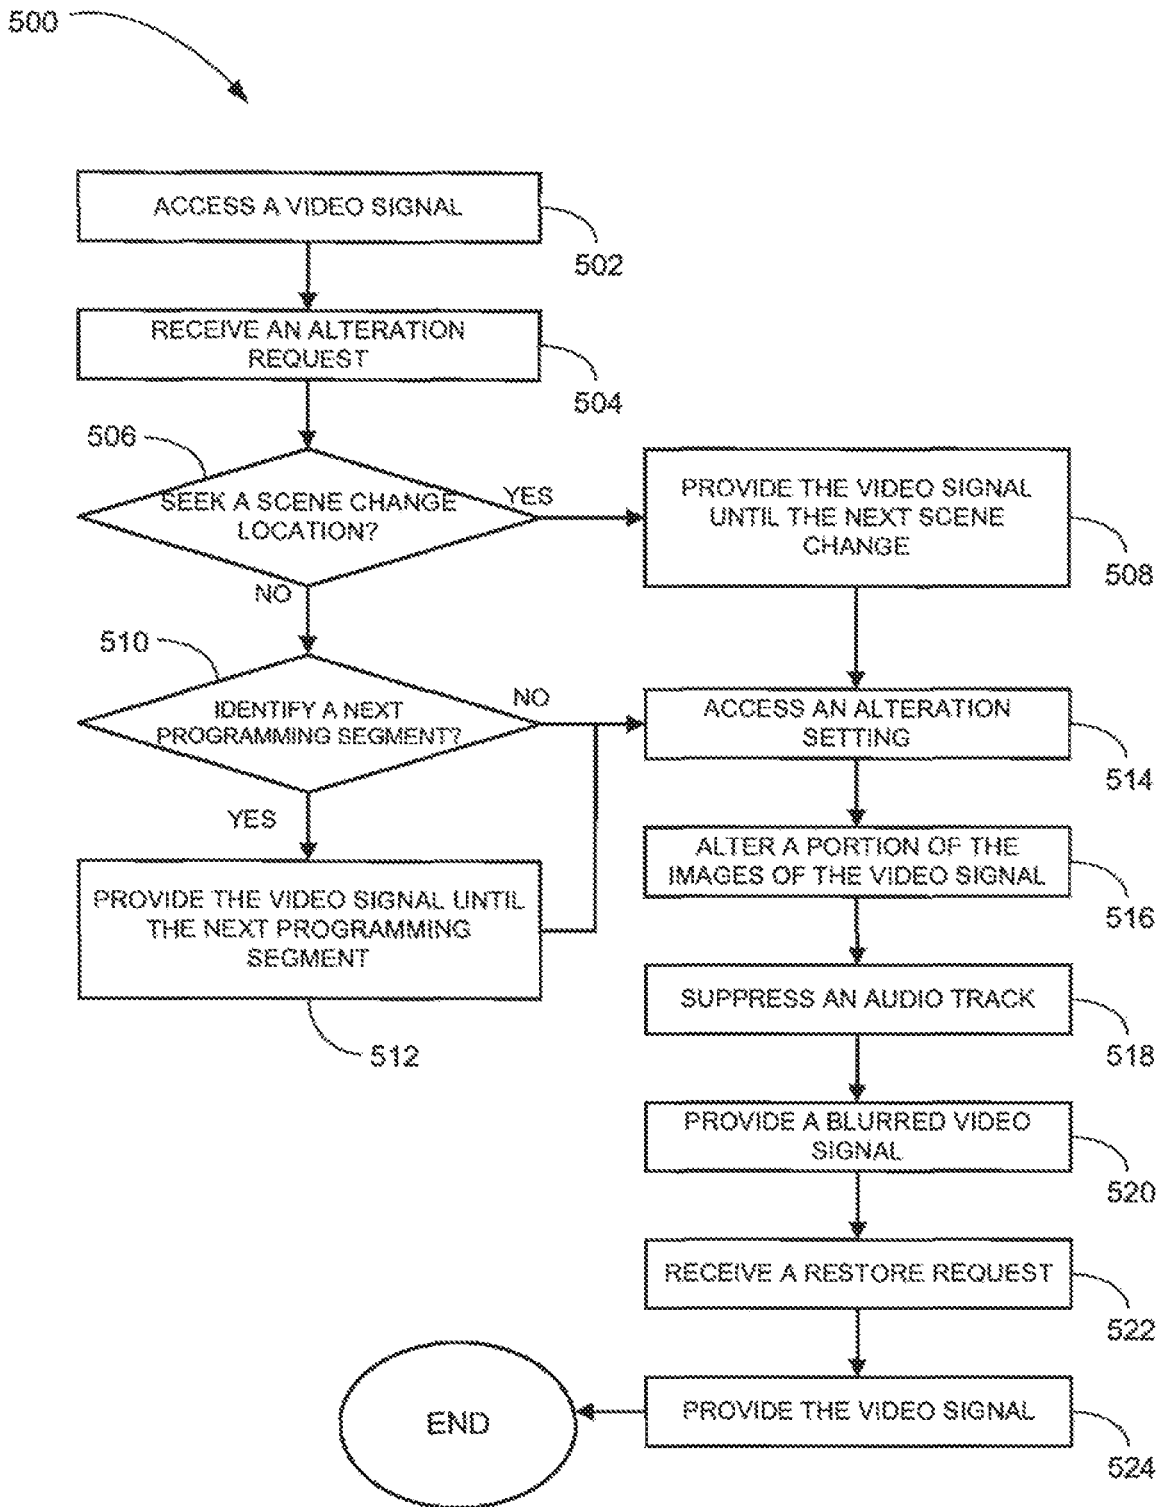 500
ACCESS A VIDEO SIGNAL
502
RECEIVE AN ALTERATION
REQUEST
504
506
SEEK A SCENE CHANGE
LOCATION?
YES
NO
PROVIDE THE VIDEO SIGNAL
UNTIL THE NEXT SCENE
CHANGE
508
510
IDENTIFY A NEXT
PROGRAMMING SEGMENT?
NO
YES
PROVIDE THE VIDEO SIGNAL UNTIL
THE NEXT PROGRAMMING
SEGMENT
512
ACCESS AN ALTERATION
SETTING
514
ALTER A PORTION OF THE
IMAGES OF THE VIDEO SIGNAL
516
SUPPRESS AN AUDIO TRACK
518
PROVIDE A BLURRED VIDEO
SIGNAL
520
RECEIVE A RESTORE REQUEST
522
PROVIDE THE VIDEO SIGNAL
524
END